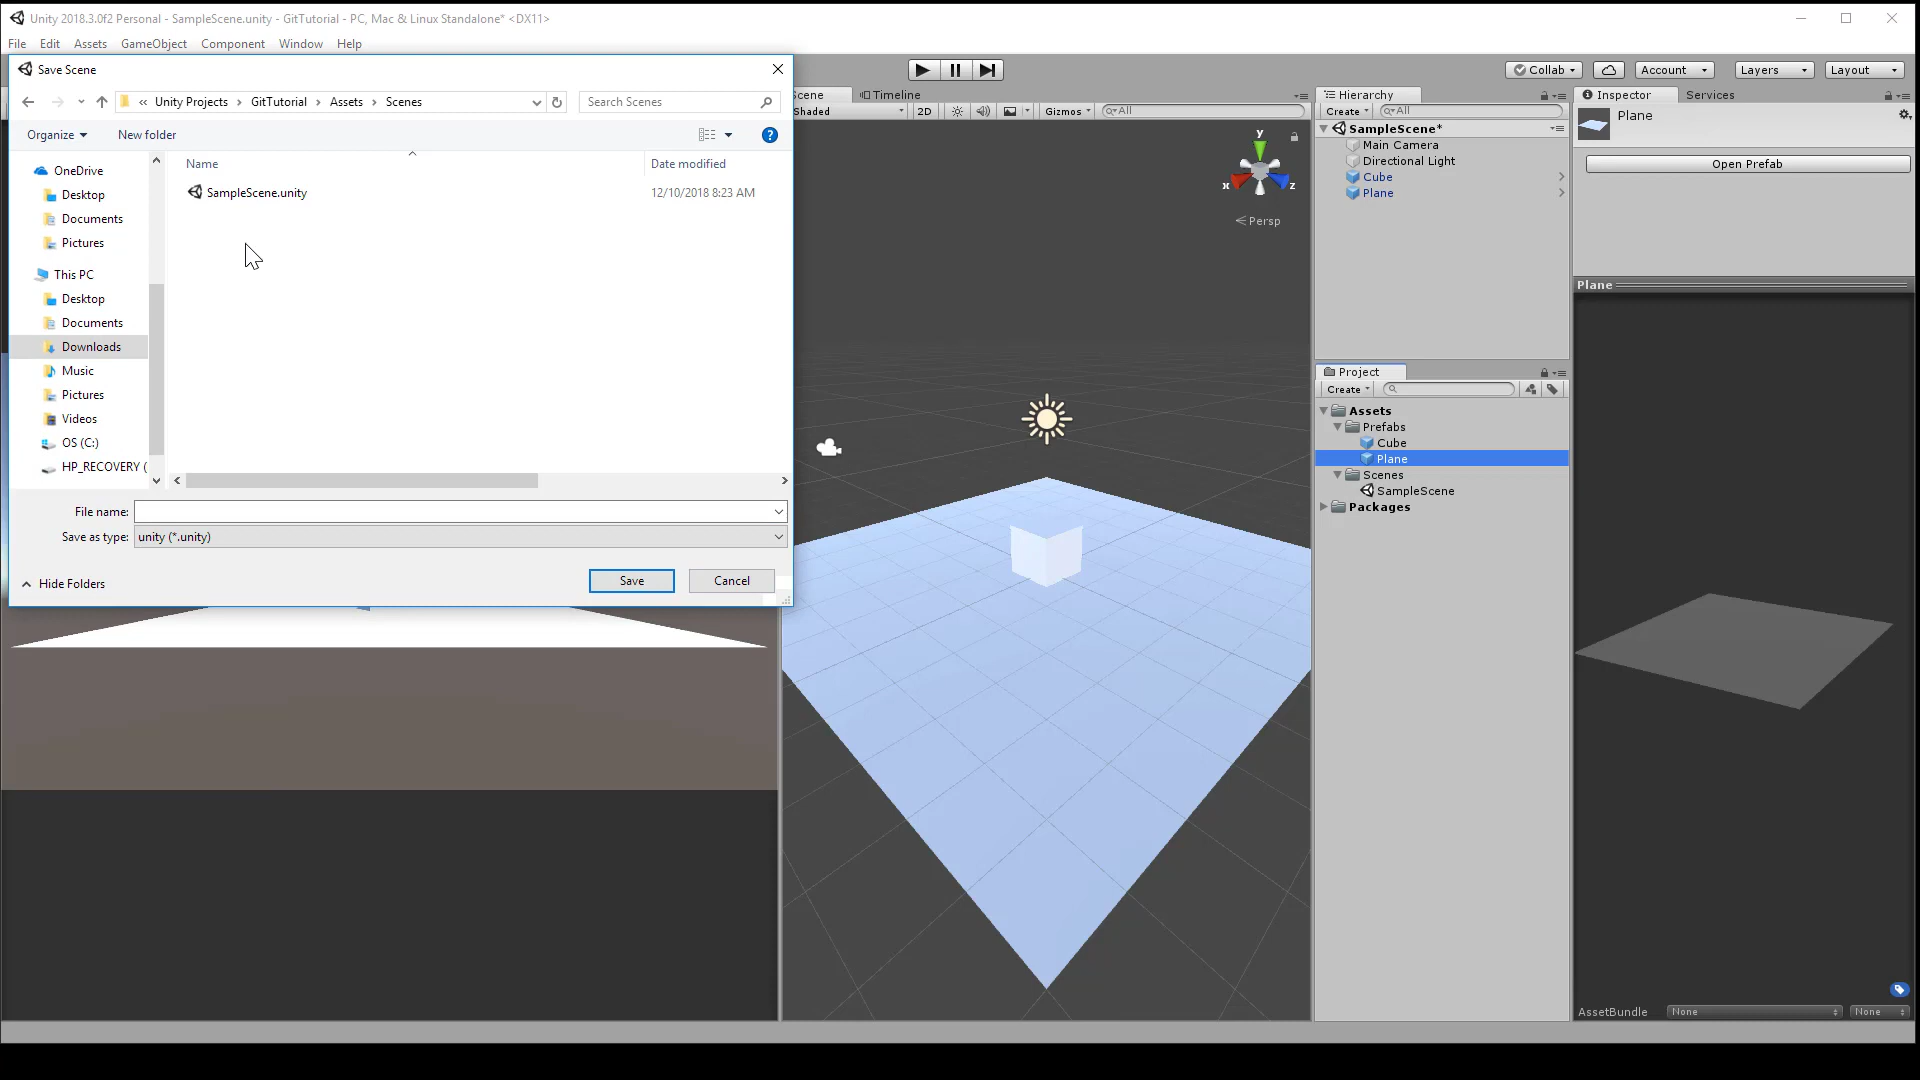 Unity 2018.3.0f2 Personal - SampleScene.unity - GitTutorial - PC, Mac & Linux Standalone* <DX11>
File Edit Assets GameObject Component Window Help
Save Scene
« Unity Projects > GitTutorial > Assets > Scenes
Search Scenes
Organize
New folder
Name
Date modified
OneDrive
Desktop
Documents
Pictures
This PC
Desktop
Documents
Downloads
Music
Pictures
Videos
OS (C:)
HP_RECOVERY (
SampleScene.unity
12/10/2018 8:23 AM
File name:
Save as type: unity (*.unity)
Hide Folders
Save
Cancel
Collab
Account
Layers
Layout
Timeline
2D
Gizmos
All
y
x
z
Persp
Hierarchy
Create
All
SampleScene*
Main Camera
Directional Light
Cube
Plane
Project
Create
Assets
Prefabs
Cube
Plane
Scenes
SampleScene
Packages
Inspector
Services
Plane
Open Prefab
Plane
AssetBundle
None
None